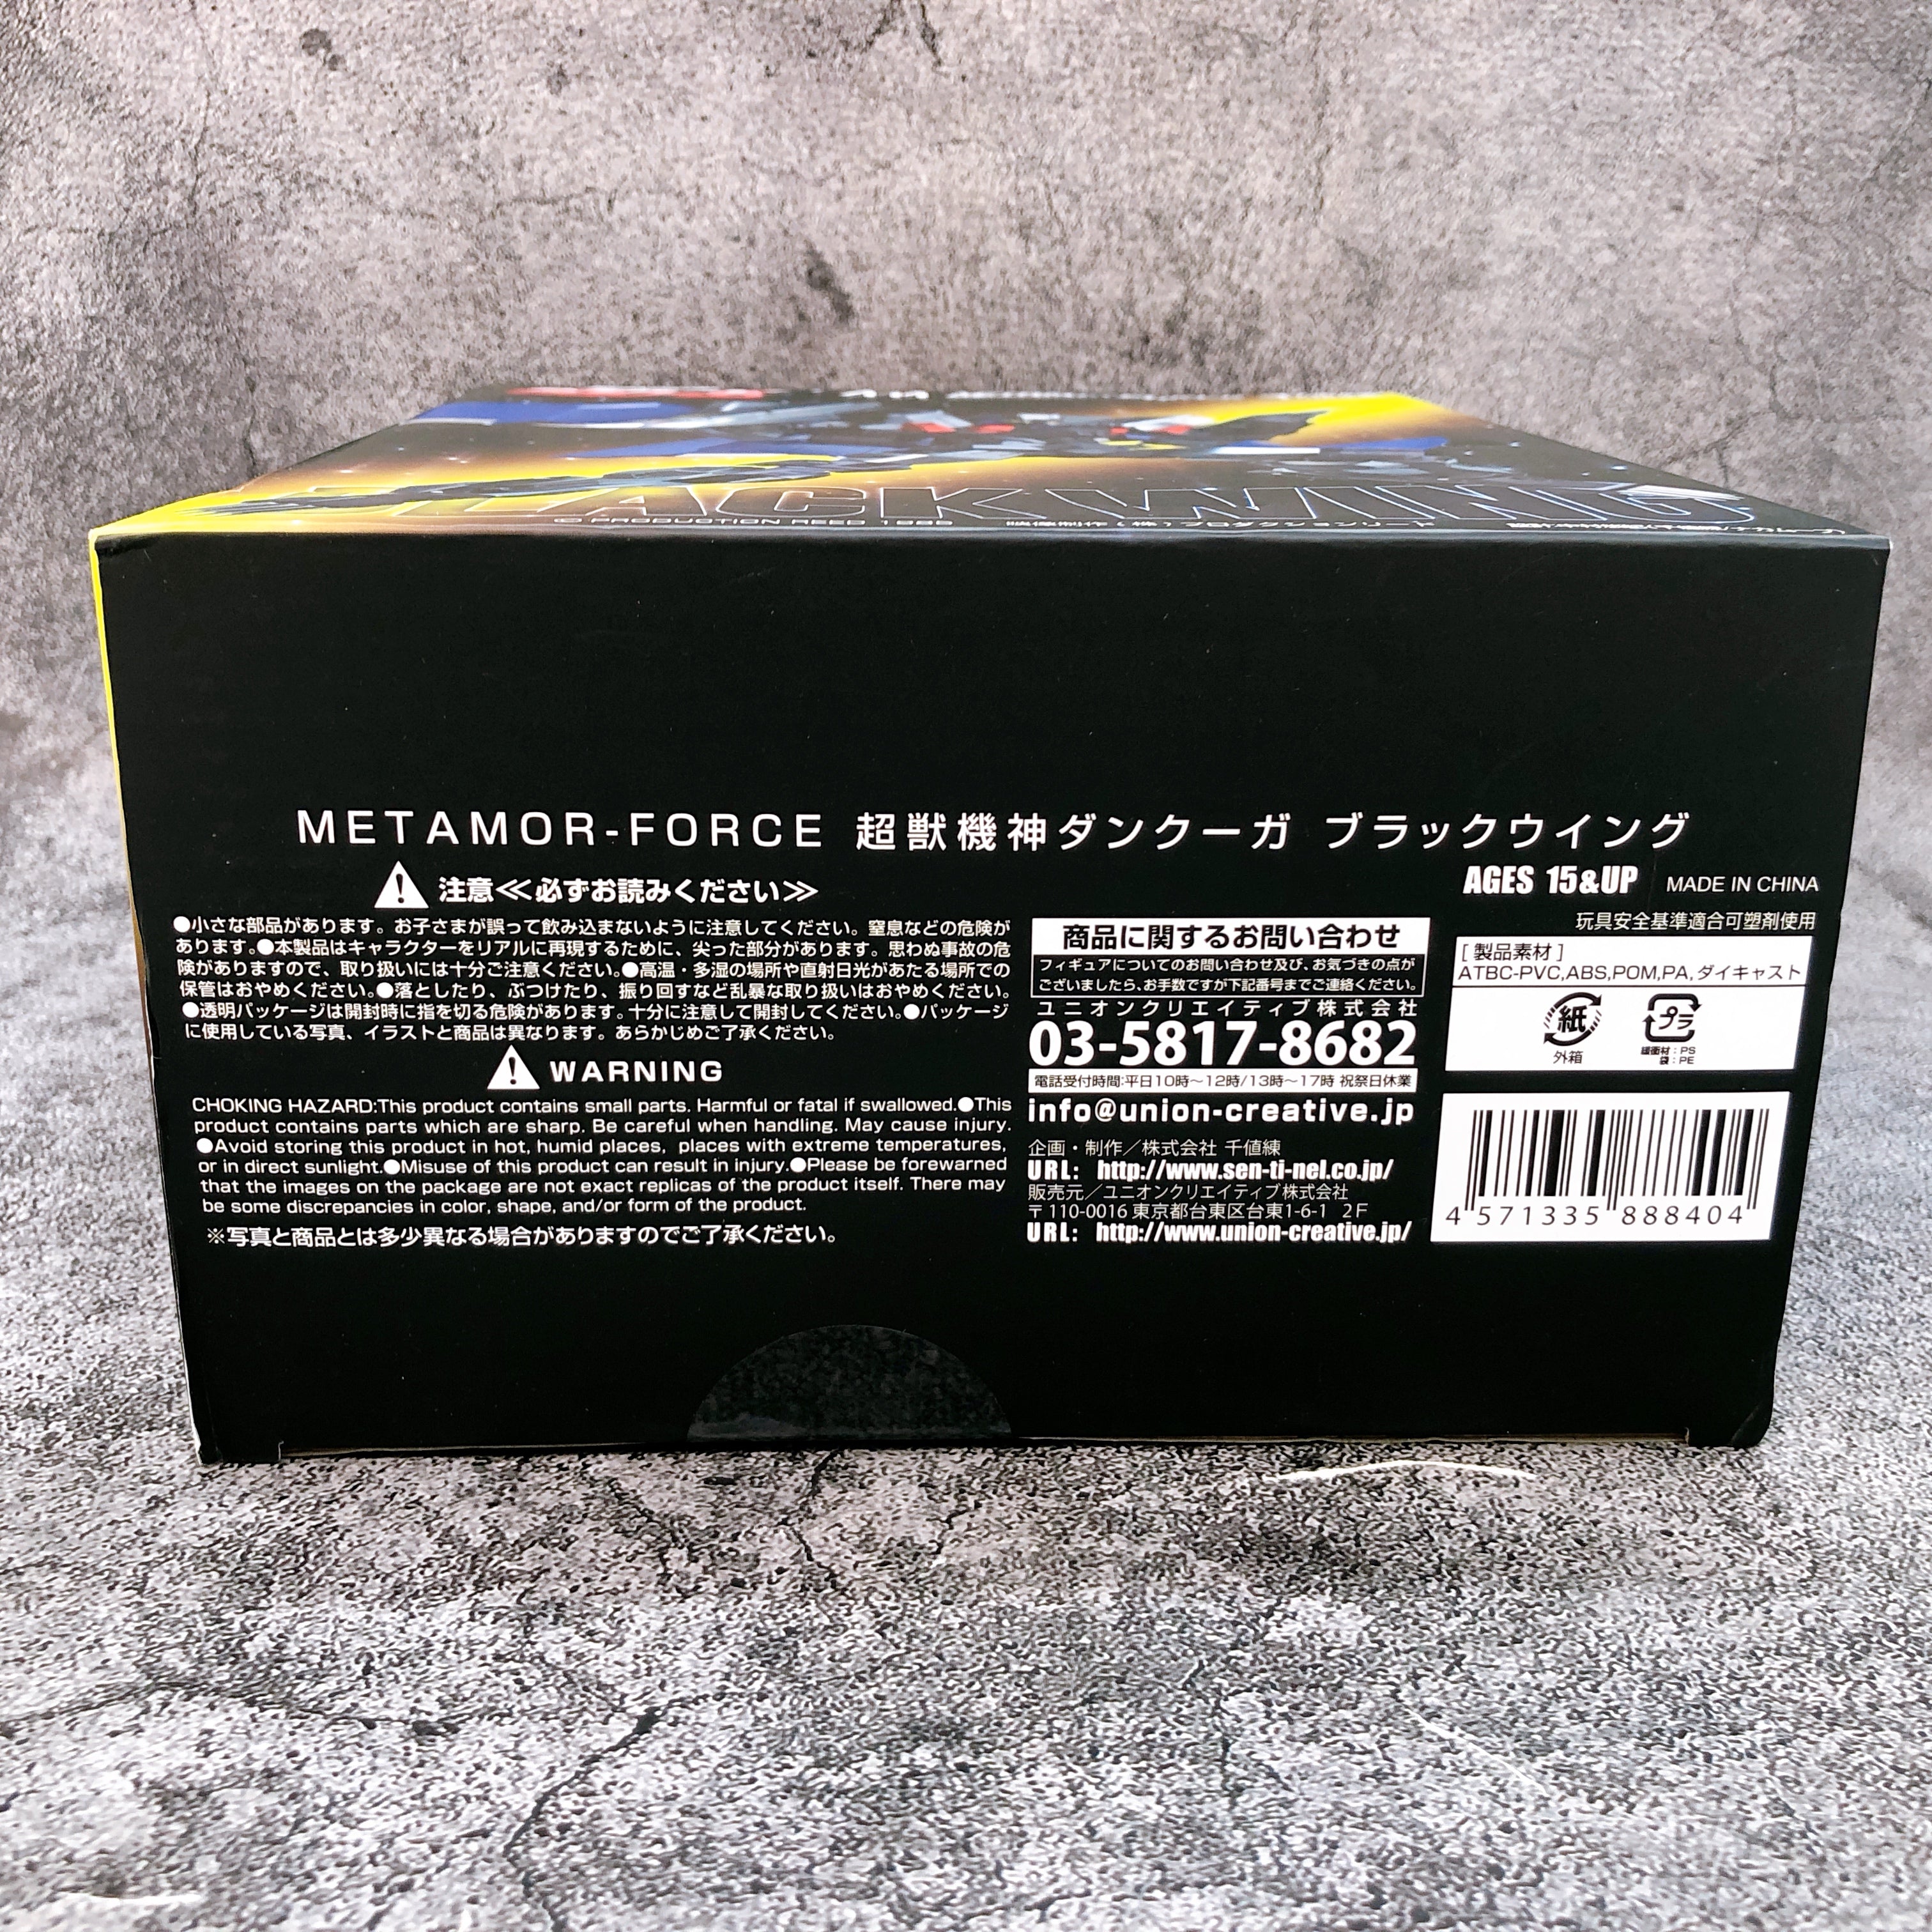 BLACK WING
© PRODUCTION REED 1985
METAMOR-FORCE 超獣機神ダンクーガ ブラックウイング
注意≪必ずお読みください≫
●小さな部品があります。お子さまが誤って飲み込まないように注意してください。窒息などの危険が
あります。●本製品はキャラクターをリアルに再現するために、尖った部分があります。思わぬ事故の危
険がありますので、取り扱いには十分ご注意ください。●高温・多湿の場所や直射日光があたる場所での
保管はおやめください。●落としたり、ぶつけたり、振り回すなど乱暴な取り扱いはおやめください。
●透明パッケージは開封時に指を切る危険があります。十分に注意して開封してください。●パッケージ
に使用している写真、イラストと商品は異なります。あらかじめご了承ください。
WARNING
CHOKING HAZARD:This product contains small parts. Harmful or fatal if swallowed.●This
product contains parts which are sharp. Be careful when handling. May cause injury.
●Avoid storing this product in hot, humid places, places with extreme temperatures,
or in direct sunlight.●Misuse of this product can result in injury.●Please be forewarned
that the images on the package are not exact replicas of the product itself. There may
be some discrepancies in color, shape, and/or form of the product.
※写真と商品とは多少異なる場合がありますのでご了承ください。
商品に関するお問い合わせ
フィギュアについてのお問い合わせ及び、お気づきの点が
ございましたら、お手数ですが下記番号までご連絡ください。
ユニオンクリエイティブ株式会社
03-5817-8682
電話受付時間:平日10時～12時/13時～17時 祝祭日休業
info@union-creative.jp
企画・制作／株式会社 千値練
URL: http://www.sen-ti-nel.co.jp/
販売元／ユニオンクリエイティブ株式会社
〒110-0016 東京都台東区台東1-6-1 2F
URL: http://www.union-creative.jp/
AGES 15&UP MADE IN CHINA
玩具安全基準適合可塑剤使用
[製品素材]
ATBC-PVC,ABS,POM,PA,ダイキャスト
紙
外箱
プラ
緩衝材：PS
袋：PE
4 571335 888404